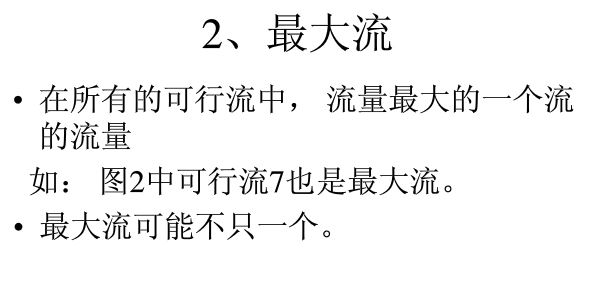 2、最大流
• 在所有的可行流中， 流量最大的一个流
的流量
如： 图2中可行流7也是最大流。
• 最大流可能不只一个。